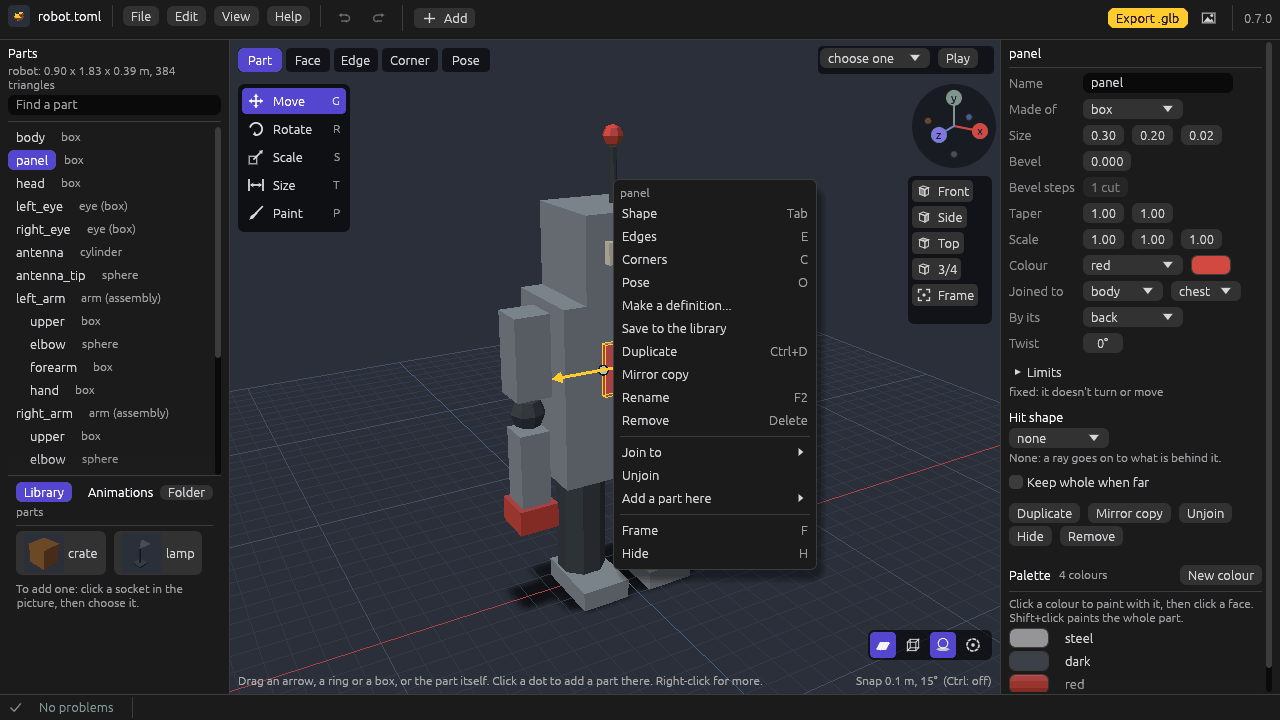 robot.toml File Edit View Help + Add Export .glb 0.7.0
Parts
robot: 0.90 x 1.83 x 0.39 m, 384
triangles
Find a part
body box
panel box
head box
left_eye eye (box)
right_eye eye (box)
antenna cylinder
antenna_tip sphere
left_arm arm (assembly)
upper box
elbow sphere
forearm box
hand box
right_arm arm (assembly)
upper box
elbow sphere
Library Animations Folder
parts
crate lamp
To add one: click a socket in the
picture, then choose it.
Part Face Edge Corner Pose
Move G
Rotate R
Scale S
Size T
Paint P
choose one Play
y
x
z
Front
Side
Top
3/4
Frame
panel
Shape Tab
Edges E
Corners C
Pose O
Make a definition...
Save to the library
Duplicate Ctrl+D
Mirror copy
Rename F2
Remove Delete
Join to
Unjoin
Add a part here
Frame F
Hide H
Drag an arrow, a ring or a box, or the part itself. Click a dot to add a part there. Right-click for more.
Snap 0.1 m, 15° (Ctrl: off)
panel
Name panel
Made of box
Size 0.30 0.20 0.02
Bevel 0.000
Bevel steps 1 cut
Taper 1.00 1.00
Scale 1.00 1.00 1.00
Colour red
Joined to body chest
By its back
Twist 0°
Limits
fixed: it doesn't turn or move
Hit shape
none
None: a ray goes on to what is behind it.
Keep whole when far
Duplicate Mirror copy Unjoin
Hide Remove
Palette 4 colours New colour
Click a colour to paint with it, then click a face.
Shift+click paints the whole part.
steel
dark
red
No problems